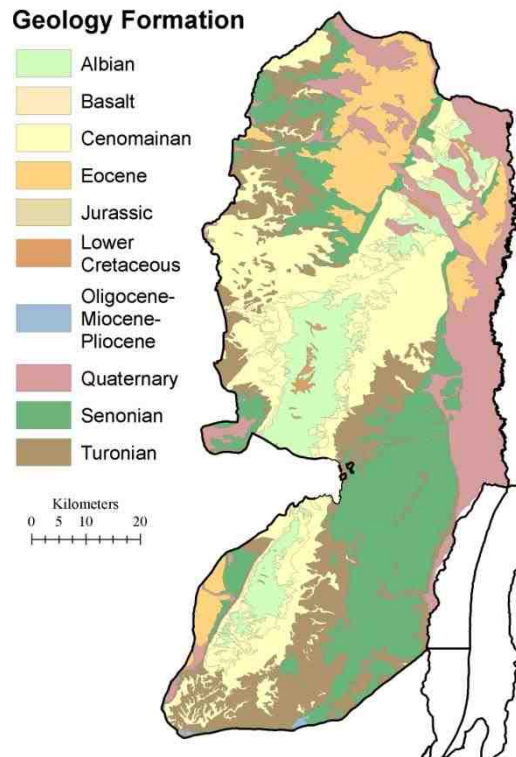 Geology Formation
Albian
Basalt
Cenomainan
Eocene
Jurassic
Lower
Cretaceous
Oligocene-
Miocene-
Pliocene
Quaternary
Senonian
Turonian
Kilometers
0 5 10 20